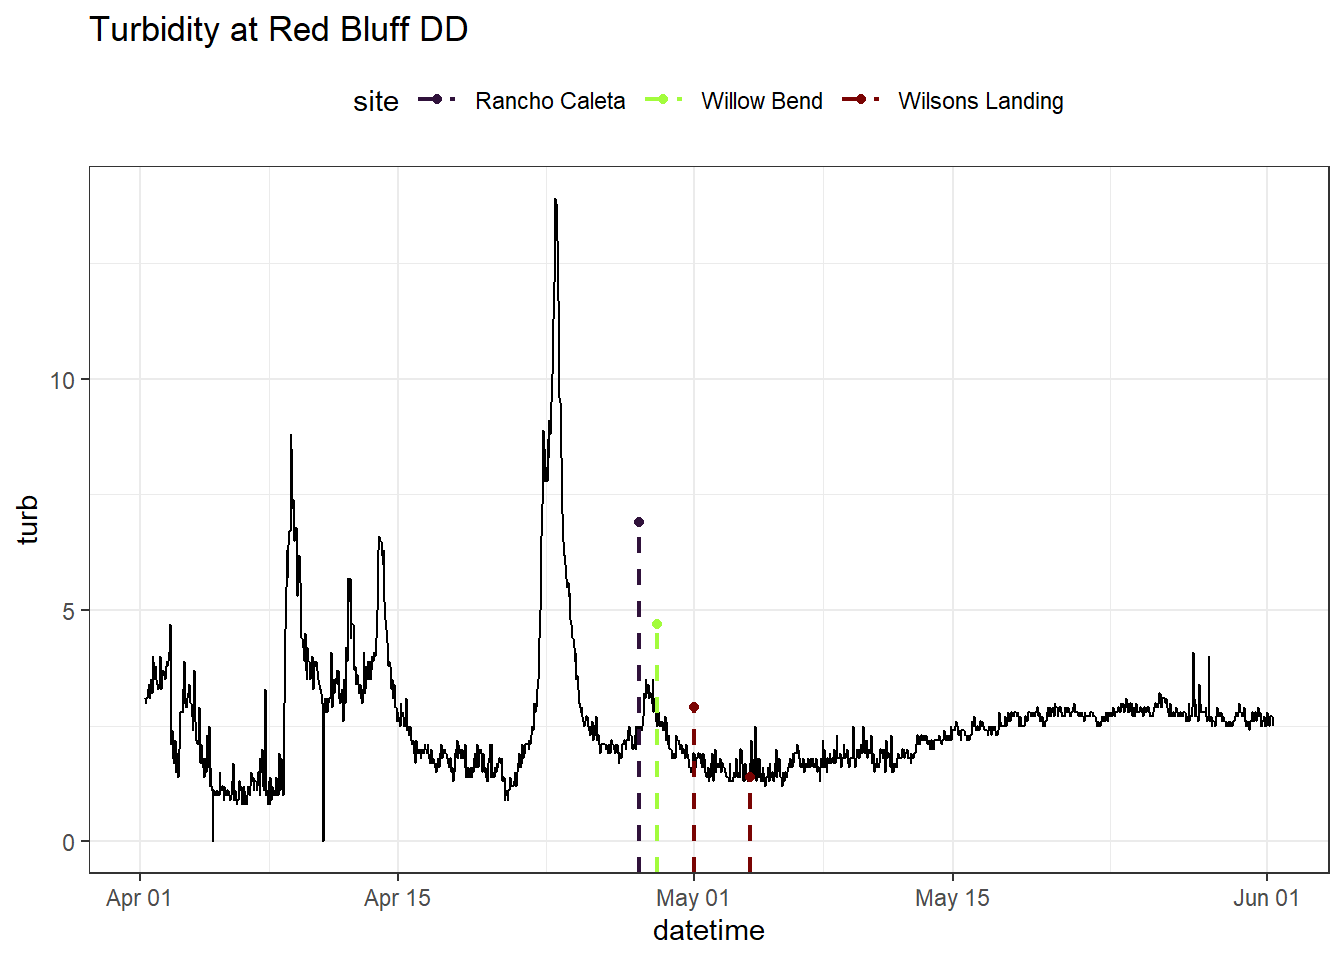 Turbidity at Red Bluff DD
site Rancho Caleta Willow Bend Wilsons Landing
turb
10
5
0
Apr 01 Apr 15 May 01 May 15 Jun 01
datetime